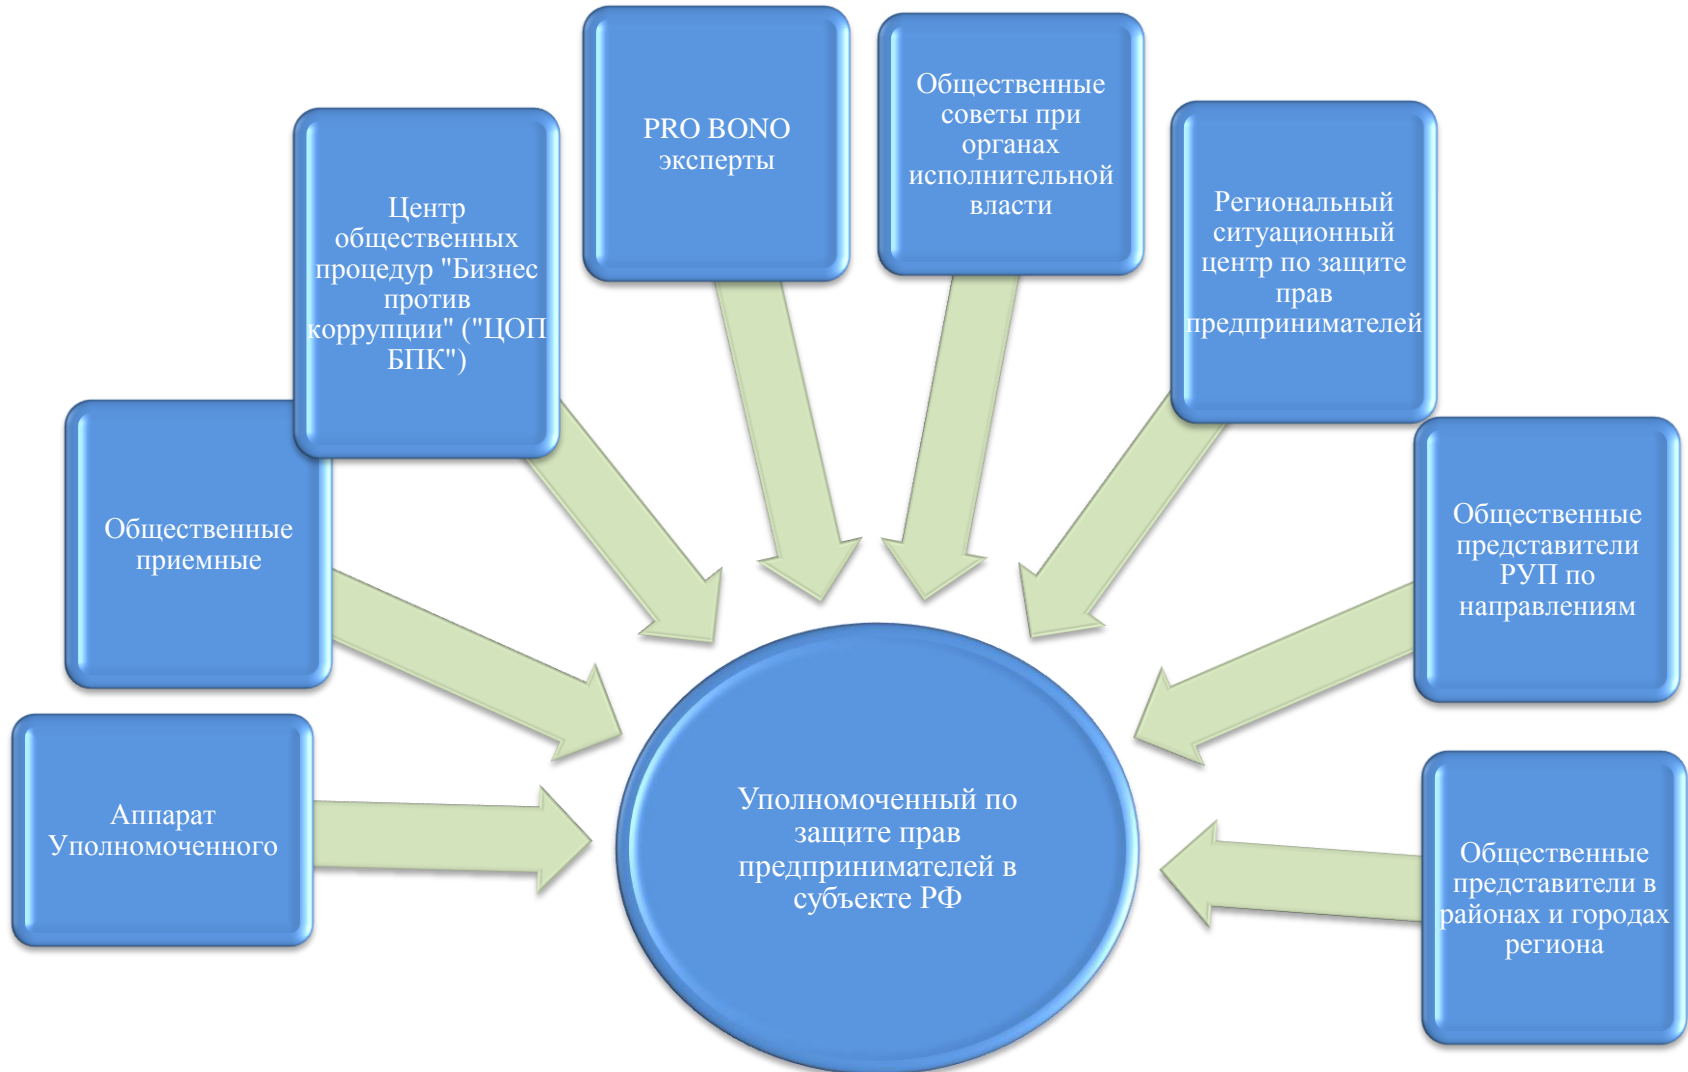 PRO BONO
эксперты
Общественные
советы при
органах
исполнительной
власти
Центр
общественных
процедур "Бизнес
против
коррупции" ("ЦОП
БПК")
Региональный
ситуационный
центр по защите
прав
предпринимателей
Общественные
приемные
Общественные
представители
РУП по
направлениям
Аппарат
Уполномоченного
Уполномоченный по
защите прав
предпринимателей в
субъекте РФ
Общественные
представители в
районах и городах
региона